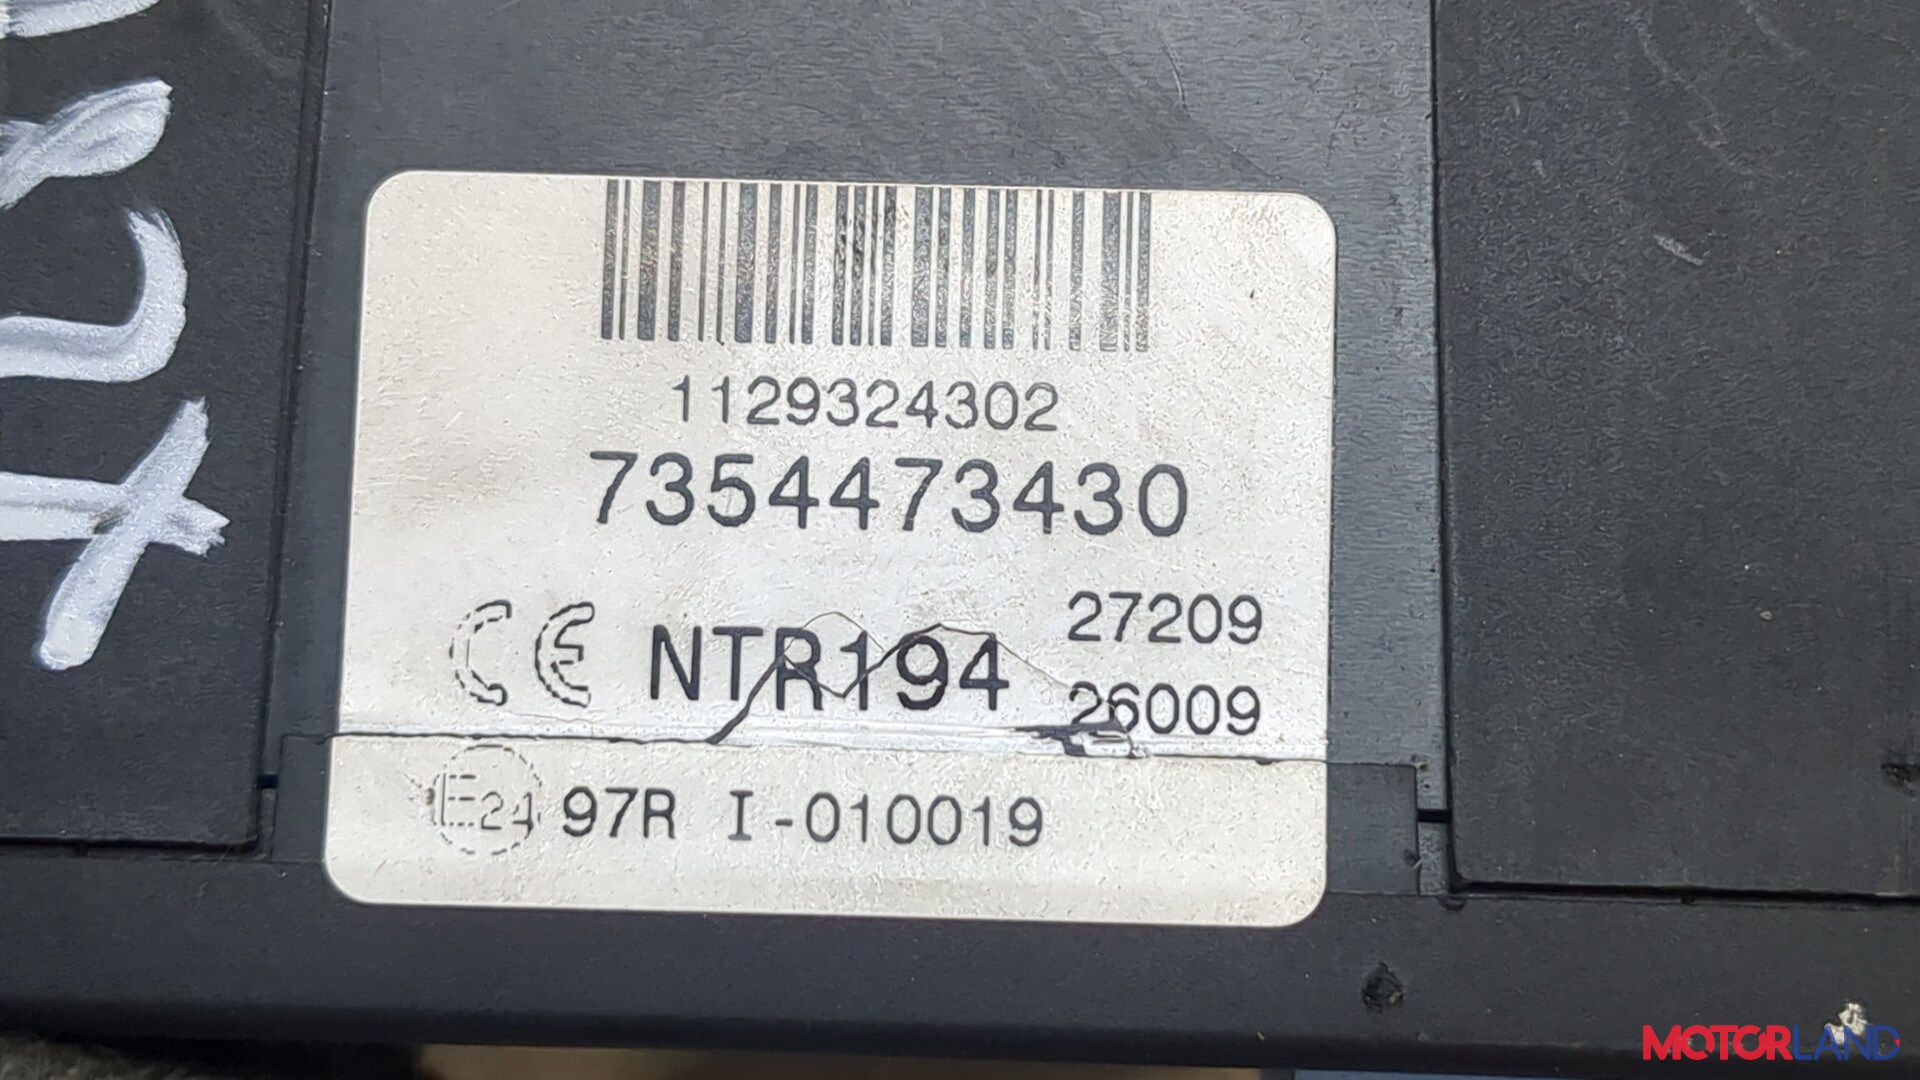 1129324302
7354473430
CE NTR194 27209
26009
E24 97R I-010019
MOTORLAND